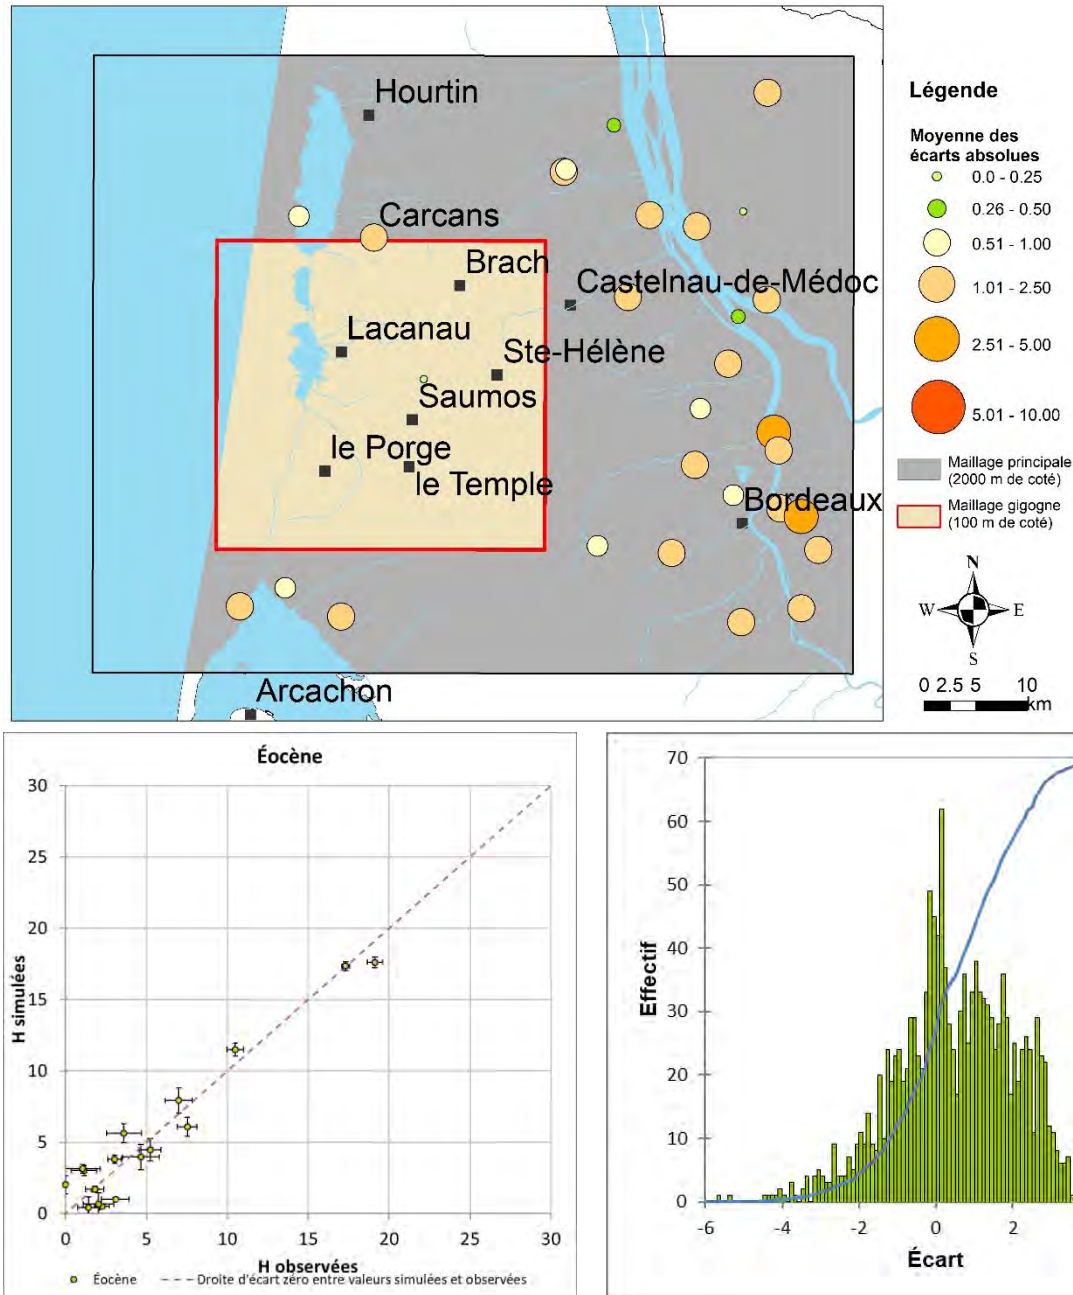 Hourtin
Carcans
Brach
Castelnau-de-Médoc
Lacanau
Ste-Hélène
Saumos
le Porge
le Temple
Bordeaux
Arcachon
Légende
Moyenne des
écarts absolues
0.0 - 0.25
0.26 - 0.50
0.51 - 1.00
1.01 - 2.50
2.51 - 5.00
5.01 - 10.00
Maillage principale
(2000 m de coté)
Maillage gigogne
(100 m de coté)
N
W E
S
0 2.5 5 10
km
Éocène
30
25
20
15
10
5
0
0 5 10 15 20 25 30
H simulées
H observées
Éocène
Droite d'écart zéro entre valeurs simulées et observées
70
60
50
40
30
20
10
0
-6 -4 -2 0 2
Effectif
Écart